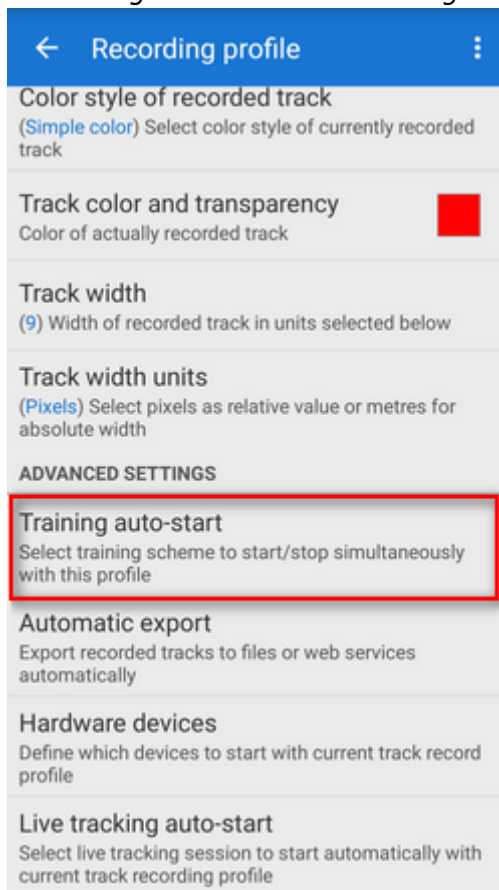 Recording profile
Color style of recorded track
(Simple color) Select color style of currently recorded
track
Track color and transparency
Color of actually recorded track
Track width
(9) Width of recorded track in units selected below
Track width units
(Pixels) Select pixels as relative value or metres for
absolute width
ADVANCED SETTINGS
Training auto-start
Select training scheme to start/stop simultaneously
with this profile
Automatic export
Export recorded tracks to files or web services
automatically
Hardware devices
Define which devices to start with current track record
profile
Live tracking auto-start
Select live tracking session to start automatically with
current track recording profile